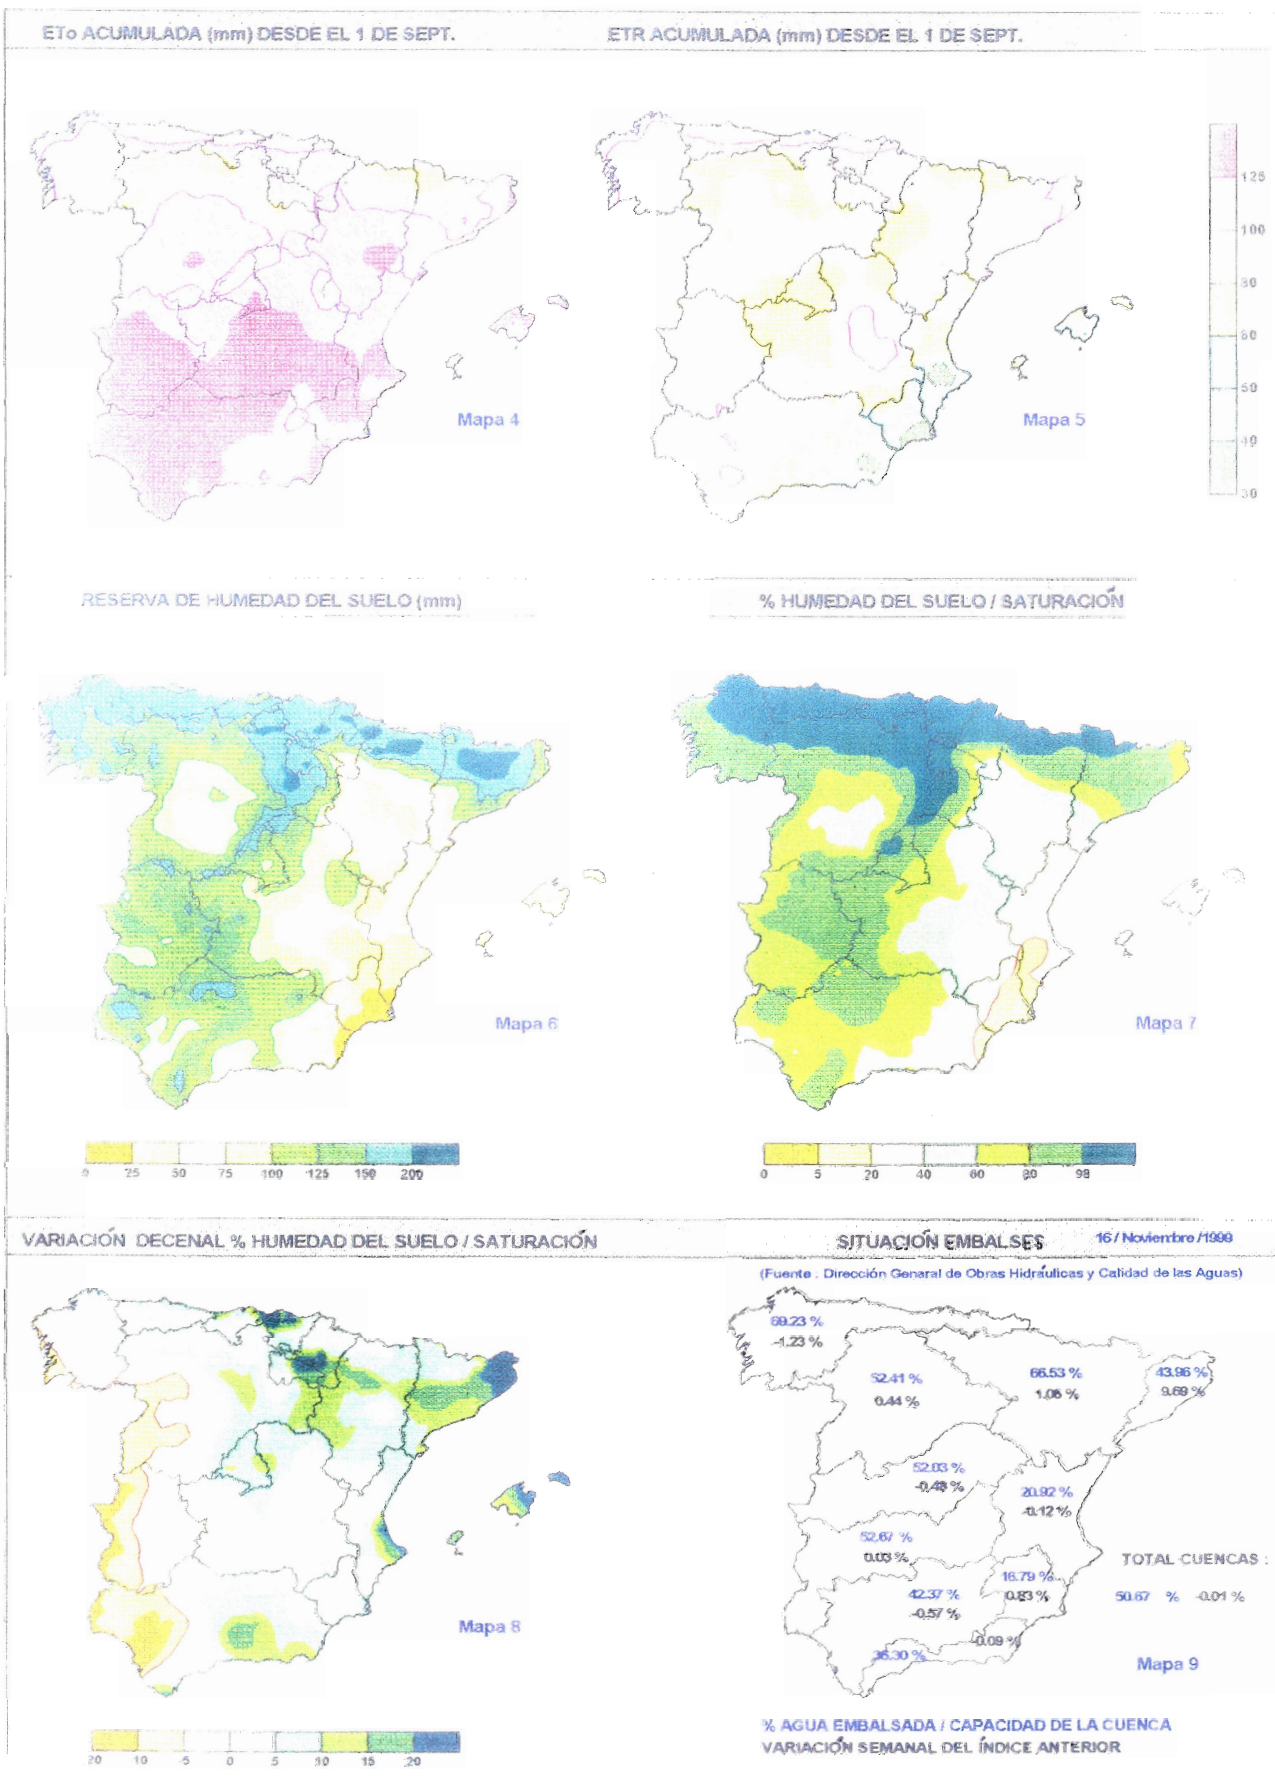 ETo ACUMULADA (mm) DESDE EL 1 DE SEPT.
ETR ACUMULADA (mm) DESDE EL 1 DE SEPT.
125
100
80
60
50
40
30
Mapa 4
Mapa 5
RESERVA DE HUMEDAD DEL SUELO (mm)
% HUMEDAD DEL SUELO / SATURACIÓN
Mapa 6
Mapa 7
0 25 50 75 100 125 150 200
0 5 20 40 60 80 98
VARIACIÓN DECENAL % HUMEDAD DEL SUELO / SATURACIÓN
SITUACIÓN EMBALSES
16 / Noviembre /1999
(Fuente : Dirección Genaral de Obras Hidráulicas y Calidad de las Aguas)
69.23 %
-1.23 %
52.41 %
0.44 %
66.53 %
1.06 %
43.96 %
9.69 %
52.03 %
-0.48 %
20.92 %
-0.12 %
52.67 %
0.03 %
16.79 %
0.83 %
42.37 %
-0.57 %
36.30 %
-0.09 %
TOTAL CUENCAS :
50.67 % -0.01 %
Mapa 8
Mapa 9
20 10 -5 0 5 10 15 20
% AGUA EMBALSADA / CAPACIDAD DE LA CUENCA
VARIACIÓN SEMANAL DEL ÍNDICE ANTERIOR